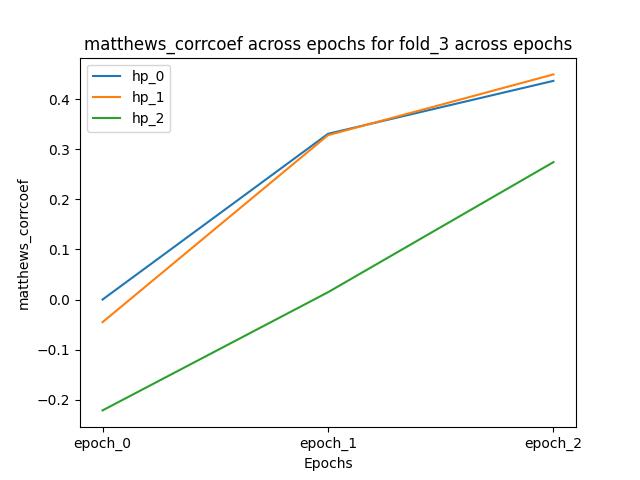 matthews_corrcoef across epochs for fold_3 across epochs
hp_0
hp_1
hp_2
matthews_corrcoef
0.4
0.3
0.2
0.1
0.0
−0.1
−0.2
epoch_0
epoch_1
epoch_2
Epochs